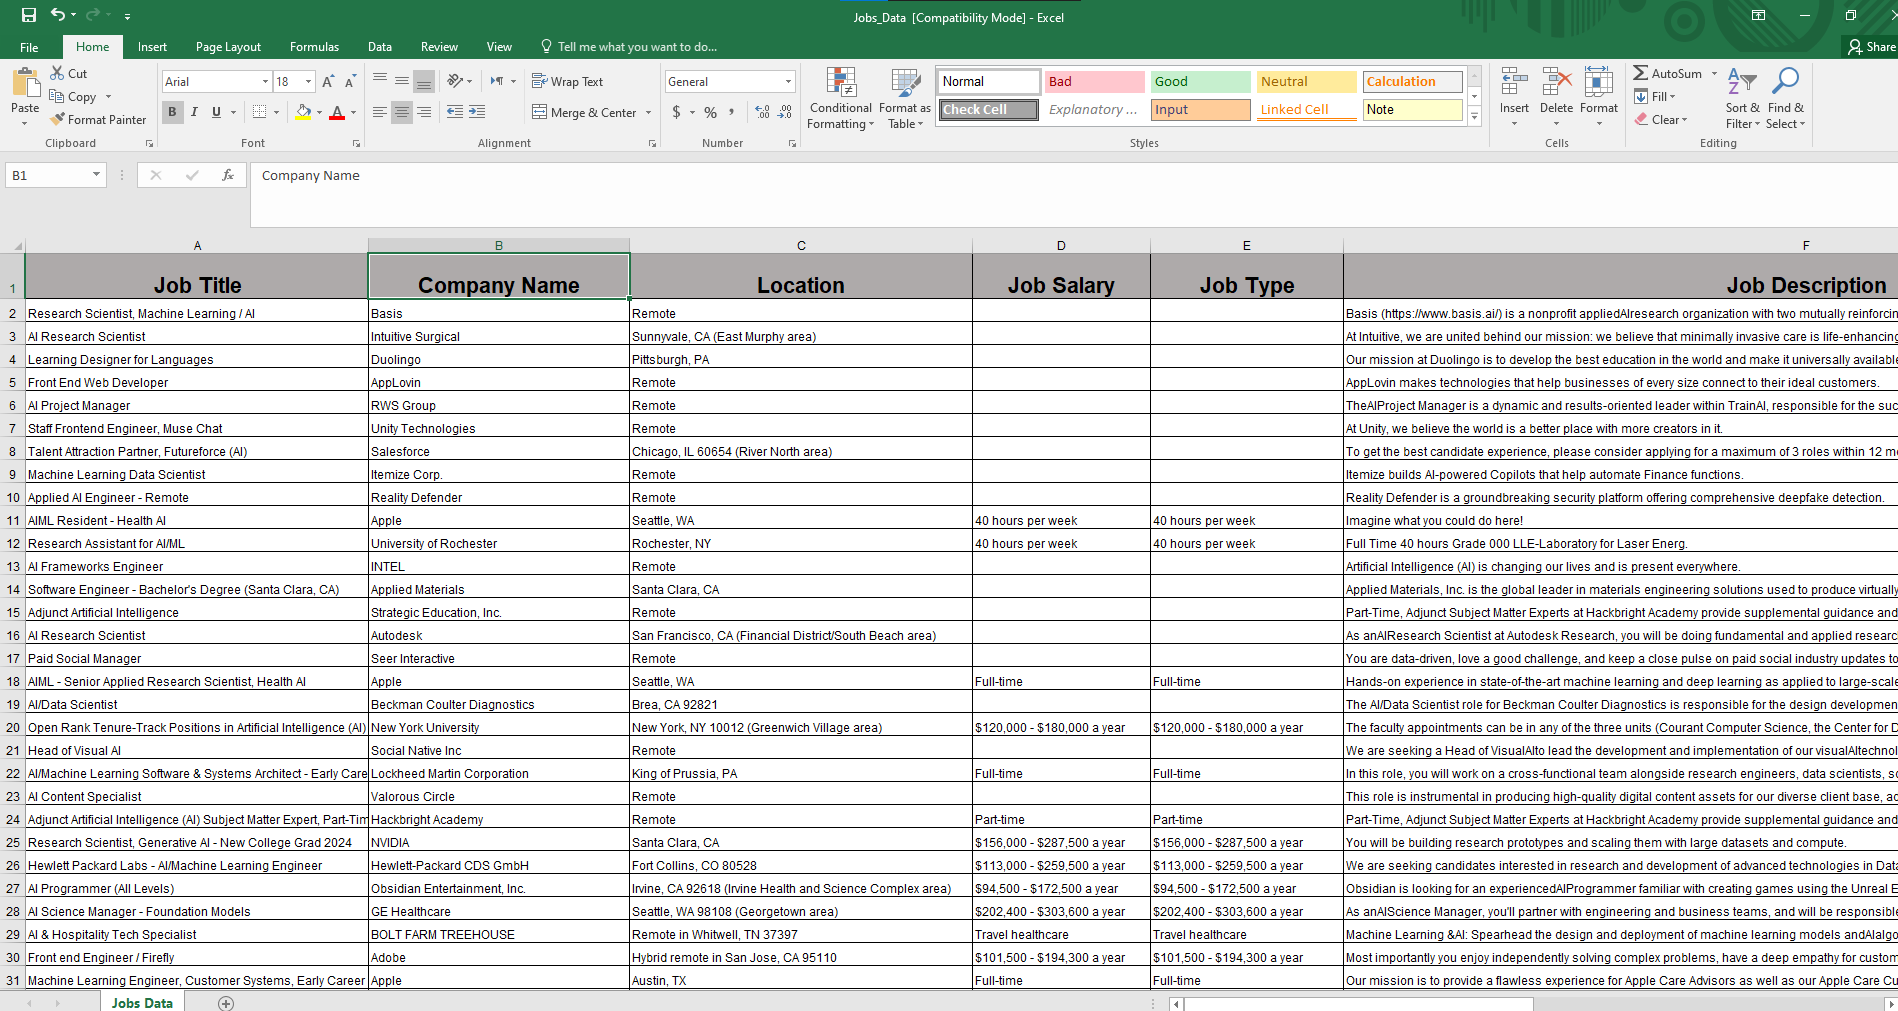 Jobs_Data [Compatibility Mode] - Excel
File Home Insert Page Layout Formulas Data Review View Tell me what you want to do... Share
Paste
Cut
Copy
Format Painter
Clipboard
Arial 18 A A
B I U A
Font
Wrap Text
Merge & Center
Alignment
General
$ % ,
Number
Conditional Formatting
Format as Table
Normal Bad Good Neutral Calculation
Check Cell Explanatory ... Input Linked Cell Note
Styles
Insert Delete Format
Cells
AutoSum
Fill
Clear
Sort & Filter
Find & Select
Editing
B1 fx Company Name
A B C D E F
1 Job Title Company Name Location Job Salary Job Type Job Description
2 Research Scientist, Machine Learning / AI Basis Remote Basis (https://www.basis.ai/) is a nonprofit appliedAIresearch organization with two mutually reinforcin
3 AI Research Scientist Intuitive Surgical Sunnyvale, CA (East Murphy area) At Intuitive, we are united behind our mission: we believe that minimally invasive care is life-enhancing
4 Learning Designer for Languages Duolingo Pittsburgh, PA Our mission at Duolingo is to develop the best education in the world and make it universally available
5 Front End Web Developer AppLovin Remote AppLovin makes technologies that help businesses of every size connect to their ideal customers.
6 AI Project Manager RWS Group Remote TheAIProject Manager is a dynamic and results-oriented leader within TrainAI, responsible for the suc
7 Staff Frontend Engineer, Muse Chat Unity Technologies Remote At Unity, we believe the world is a better place with more creators in it.
8 Talent Attraction Partner, Futureforce (AI) Salesforce Chicago, IL 60654 (River North area) To get the best candidate experience, please consider applying for a maximum of 3 roles within 12 m
9 Machine Learning Data Scientist Itemize Corp. Remote Itemize builds AI-powered Copilots that help automate Finance functions.
10 Applied AI Engineer - Remote Reality Defender Remote Reality Defender is a groundbreaking security platform offering comprehensive deepfake detection.
11 AIML Resident - Health AI Apple Seattle, WA 40 hours per week 40 hours per week Imagine what you could do here!
12 Research Assistant for AI/ML University of Rochester Rochester, NY 40 hours per week 40 hours per week Full Time 40 hours Grade 000 LLE-Laboratory for Laser Energ.
13 AI Frameworks Engineer INTEL Remote Artificial Intelligence (AI) is changing our lives and is present everywhere.
14 Software Engineer - Bachelor's Degree (Santa Clara, CA) Applied Materials Santa Clara, CA Applied Materials, Inc. is the global leader in materials engineering solutions used to produce virtually
15 Adjunct Artificial Intelligence Strategic Education, Inc. Remote Part-Time, Adjunct Subject Matter Experts at Hackbright Academy provide supplemental guidance and
16 AI Research Scientist Autodesk San Francisco, CA (Financial District/South Beach area) As anAIResearch Scientist at Autodesk Research, you will be doing fundamental and applied researc
17 Paid Social Manager Seer Interactive Remote You are data-driven, love a good challenge, and keep a close pulse on paid social industry updates to
18 AIML - Senior Applied Research Scientist, Health AI Apple Seattle, WA Full-time Full-time Hands-on experience in state-of-the-art machine learning and deep learning as applied to large-scale
19 AI/Data Scientist Beckman Coulter Diagnostics Brea, CA 92821 The AI/Data Scientist role for Beckman Coulter Diagnostics is responsible for the design developmen
20 Open Rank Tenure-Track Positions in Artificial Intelligence (AI) New York University New York, NY 10012 (Greenwich Village area) $120,000 - $180,000 a year $120,000 - $180,000 a year The faculty appointments can be in any of the three units (Courant Computer Science, the Center for D
21 Head of Visual AI Social Native Inc Remote We are seeking a Head of VisualAIto lead the development and implementation of our visualAItechnol
22 AI/Machine Learning Software & Systems Architect - Early Care Lockheed Martin Corporation King of Prussia, PA Full-time Full-time In this role, you will work on a cross-functional team alongside research engineers, data scientists, so
23 AI Content Specialist Valorous Circle Remote This role is instrumental in producing high-quality digital content assets for our diverse client base, ac
24 Adjunct Artificial Intelligence (AI) Subject Matter Expert, Part-Tim Hackbright Academy Remote Part-time Part-time Part-Time, Adjunct Subject Matter Experts at Hackbright Academy provide supplemental guidance and
25 Research Scientist, Generative AI - New College Grad 2024 NVIDIA Santa Clara, CA $156,000 - $287,500 a year $156,000 - $287,500 a year You will be building research prototypes and scaling them with large datasets and compute.
26 Hewlett Packard Labs - AI/Machine Learning Engineer Hewlett-Packard CDS GmbH Fort Collins, CO 80528 $113,000 - $259,500 a year $113,000 - $259,500 a year We are seeking candidates interested in research and development of advanced technologies in Data
27 AI Programmer (All Levels) Obsidian Entertainment, Inc. Irvine, CA 92618 (Irvine Health and Science Complex area) $94,500 - $172,500 a year $94,500 - $172,500 a year Obsidian is looking for an experiencedAIProgrammer familiar with creating games using the Unreal E
28 AI Science Manager - Foundation Models GE Healthcare Seattle, WA 98108 (Georgetown area) $202,400 - $303,600 a year $202,400 - $303,600 a year As anAIScience Manager, you'll partner with engineering and business teams, and will be responsible
29 AI & Hospitality Tech Specialist BOLT FARM TREEHOUSE Remote in Whitwell, TN 37397 Travel healthcare Travel healthcare Machine Learning &AI: Spearhead the design and deployment of machine learning models andAIalgo
30 Front end Engineer / Firefly Adobe Hybrid remote in San Jose, CA 95110 $101,500 - $194,300 a year $101,500 - $194,300 a year Most importantly you enjoy independently solving complex problems, have a deep empathy for custom
31 Machine Learning Engineer, Customer Systems, Early Career Apple Austin, TX Full-time Full-time Our mission is to provide a flawless experience for Apple Care Advisors as well as our Apple Care Cu
Jobs Data